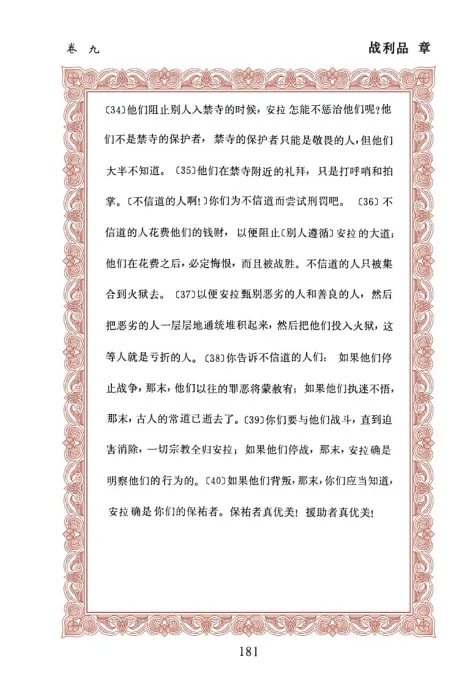 卷 九
战利品 章
〔34〕他们阻止别人入禁寺的时候，安拉怎能不惩治他们呢?他
们不是禁寺的保护者，禁寺的保护者只能是敬畏的人，但他们
大半不知道。〔35〕他们在禁寺附近的礼拜，只是打呼哨和拍
掌。〔不信道的人啊!〕你们为不信道而尝试刑罚吧。〔36〕不
信道的人花费他们的钱财，以便阻止〔别人遵循〕安拉的大道；
他们在花费之后，必定悔恨，而且被战胜。不信道的人只被集
合到火狱去。〔37〕以便安拉甄别恶劣的人和善良的人，然后
把恶劣的人一层层地通统堆积起来，然后把他们投入火狱，这
等人就是亏折的人。〔38〕你告诉不信道的人们；如果他们停
止战争，那末，他们以往的罪恶将蒙赦宥；如果他们执迷不悟，
那末，古人的常道已逝去了。〔39〕你们要与他们战斗，直到迫
害消除，一切宗教全归安拉；如果他们停战，那末，安拉确是
明察他们的行为的。〔40〕如果他们背叛，那末，你们应当知道，
安拉确是你们的保祐者。保祐者真优美!援助者真优美!
181